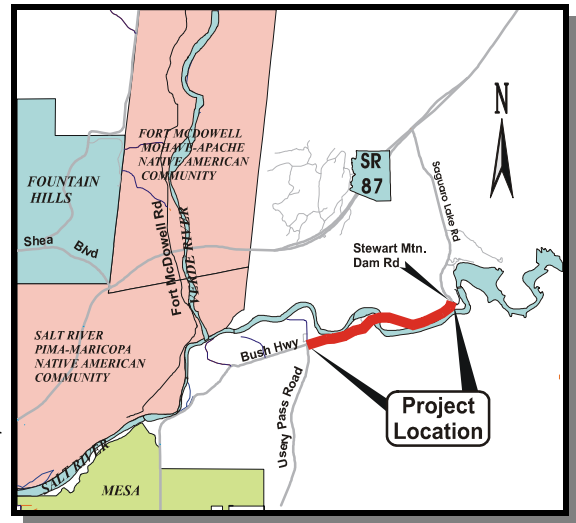 N
FORT MCDOWELL
MOHAVE-APACHE
NATIVE AMERICAN
COMMUNITY
SR
87
Saguaro Lake Rd
FOUNTAIN
HILLS
Shea Blvd
Fort McDowell Rd
VERDE RIVER
Stewart Mtn.
Dam Rd
SALT RIVER
PIMA-MARICOPA
NATIVE AMERICAN
COMMUNITY
Bush Hwy
Usery Pass Road
Project
Location
SALT RIVER
MESA